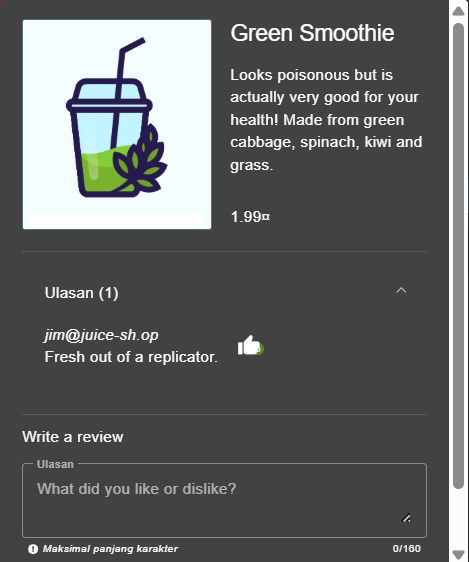 Green Smoothie
Looks poisonous but is
actually very good for your
health! Made from green
cabbage, spinach, kiwi and
grass.
1.99¤
Ulasan (1)
jim@juice-sh.op
Fresh out of a replicator.
Write a review
Ulasan
What did you like or dislike?
Maksimal panjang karakter
0/160